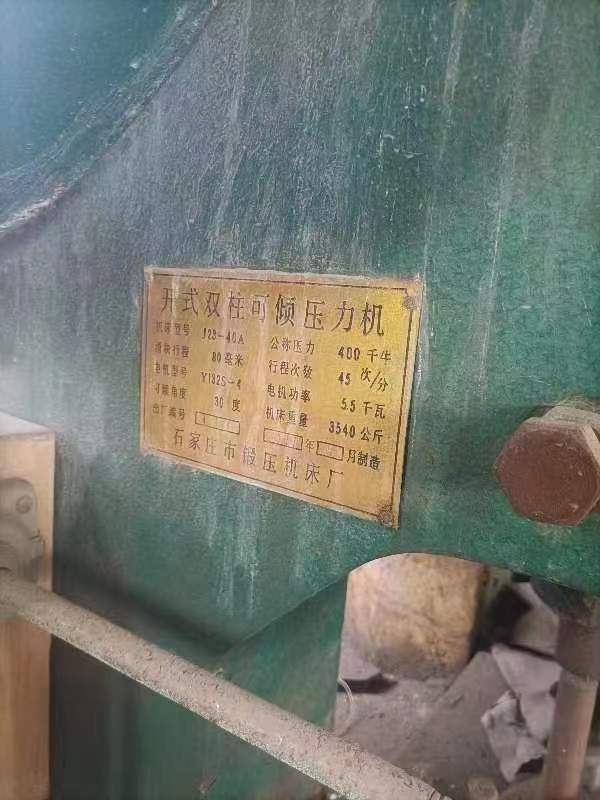 开式双柱可倾压力机
机床型号 J23-40A 公称压力 400 千牛
滑块行程 80 毫米 行程次数 45 次/分
电机型号 Y132S-4 电机功率 5.5 千瓦
可倾角度 30 度 机床重量 3540 公斤
出厂编号 年 月制造
石家庄市锻压机床厂